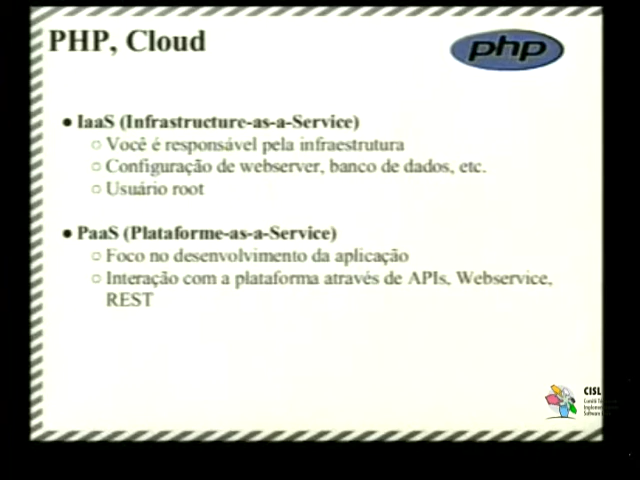 PHP, Cloud
php
● IaaS (Infrastructure-as-a-Service)
○ Você é responsável pela infraestrutura
○ Configuração de webserver, banco de dados, etc.
○ Usuário root
● PaaS (Plataforme-as-a-Service)
○ Foco no desenvolvimento da aplicação
○ Interação com a plataforma através de APIs, Webservice,
REST
CISL